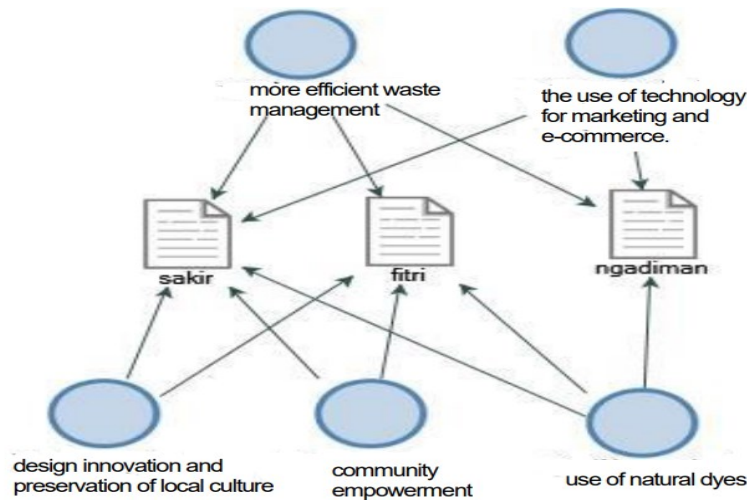 more efficient waste
management
the use of technology
for marketing and
e-commerce.
sakir
fitri
ngadiman
design innovation and
preservation of local culture
community
empowerment
use of natural dyes